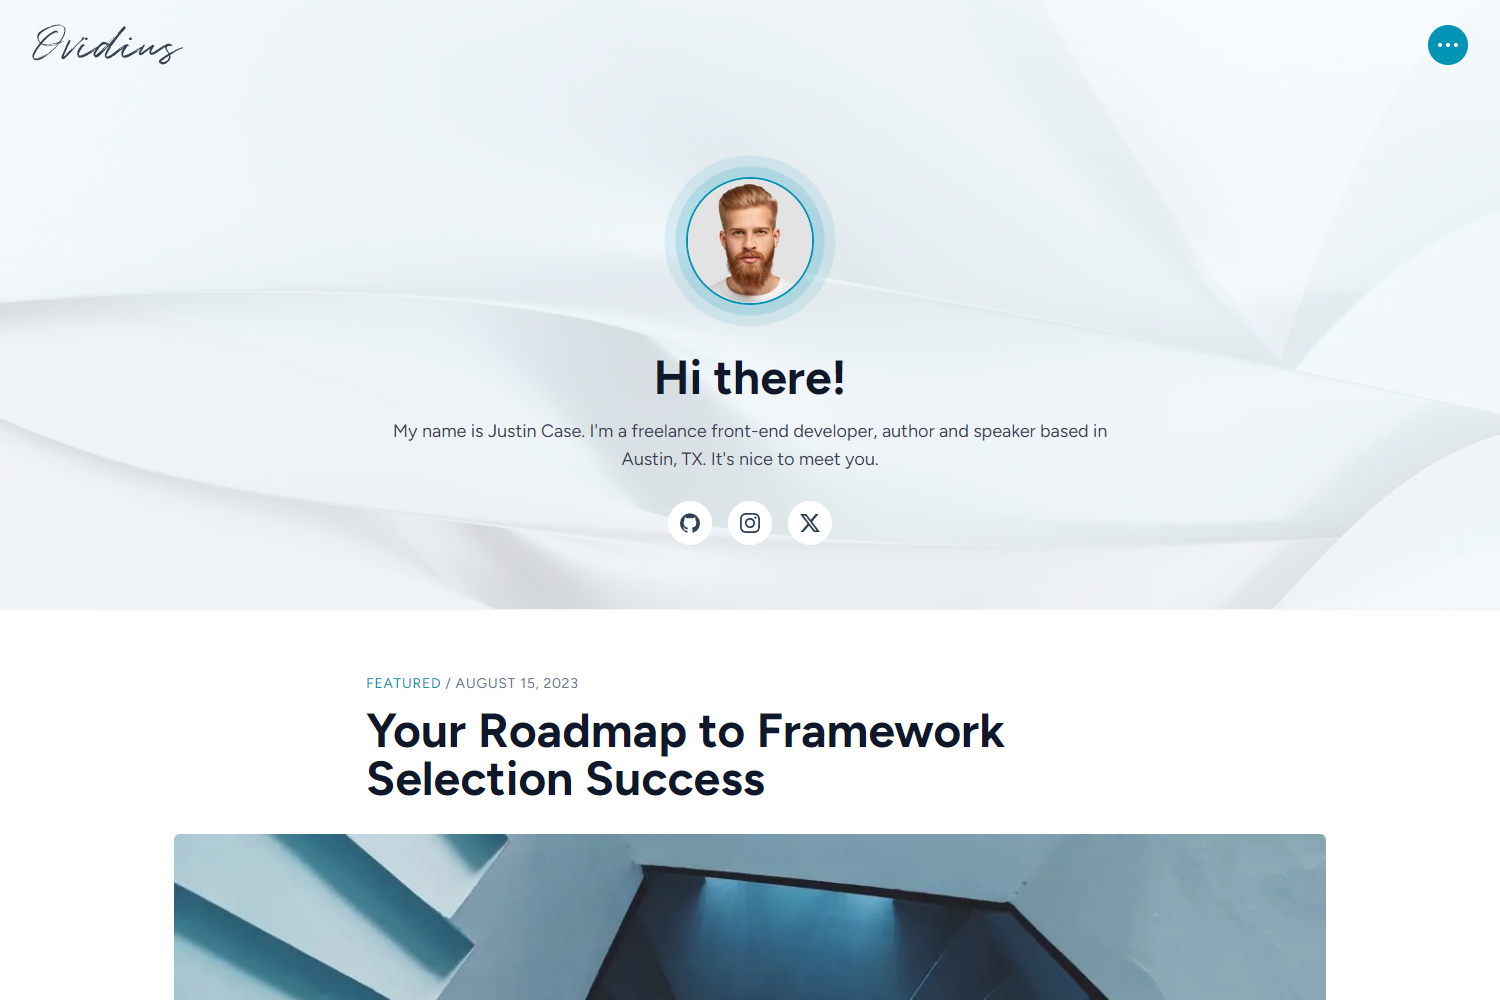 Ovidius
Hi there!
My name is Justin Case. I'm a freelance front-end developer, author and speaker based in
Austin, TX. It's nice to meet you.
FEATURED / AUGUST 15, 2023
Your Roadmap to Framework
Selection Success